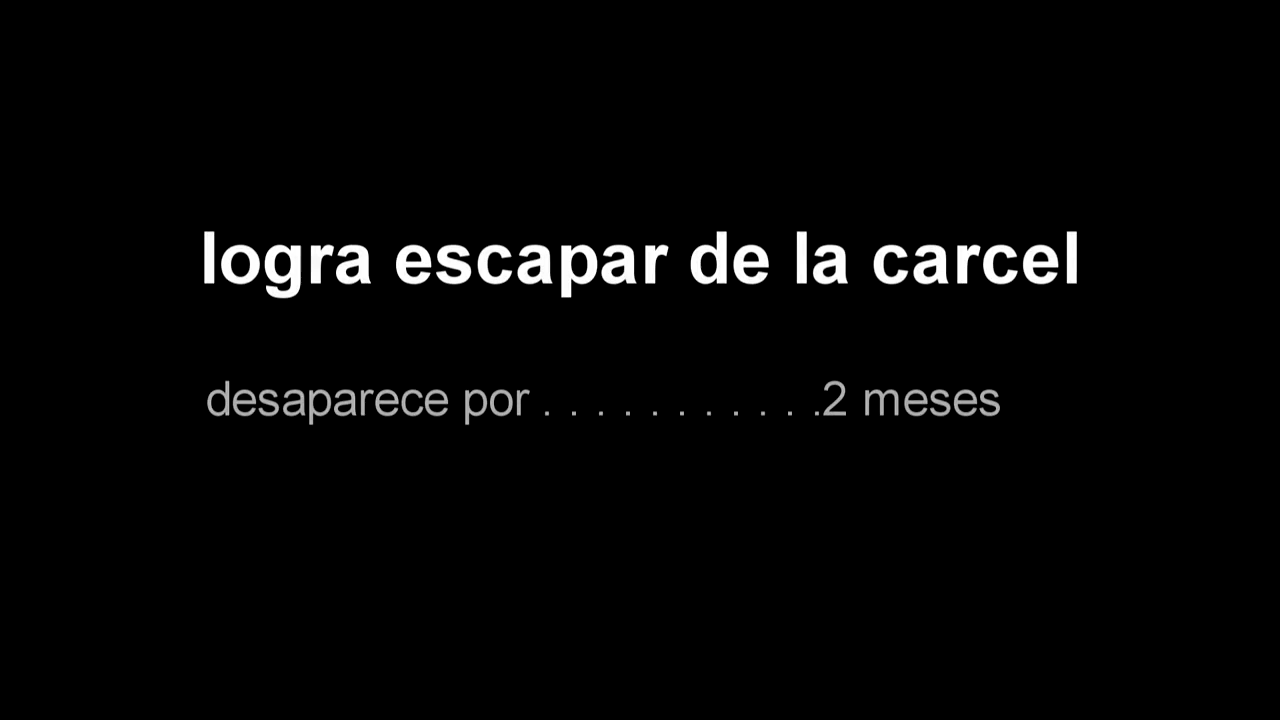 logra escapar de la carcel
desaparece por . . . . . . . . . . .2 meses